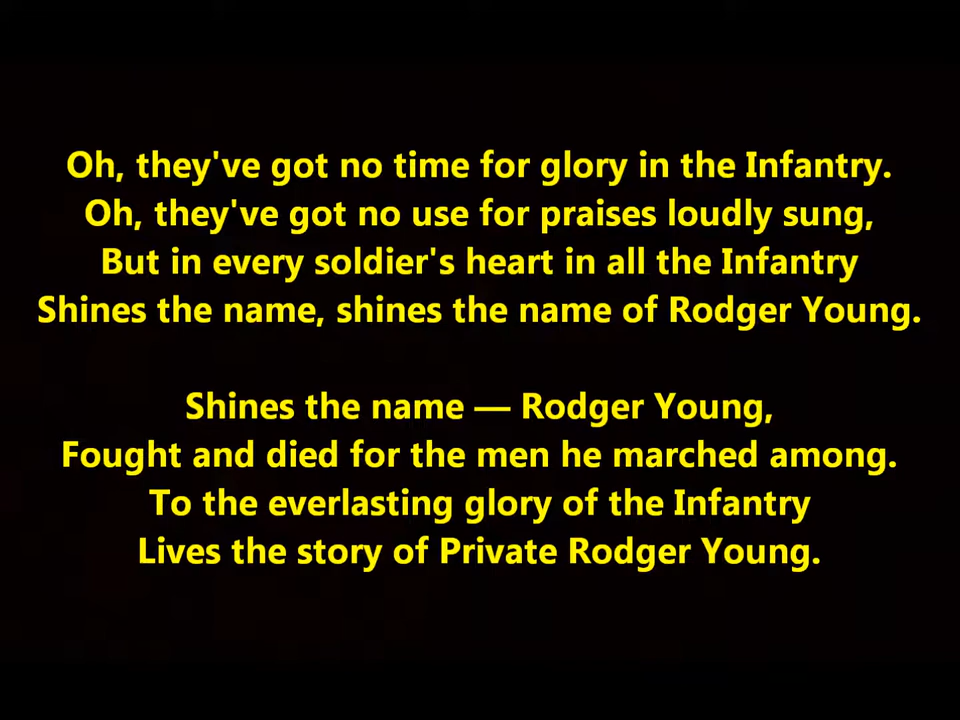 Oh, they've got no time for glory in the Infantry.
Oh, they've got no use for praises loudly sung,
But in every soldier's heart in all the Infantry
Shines the name, shines the name of Rodger Young.
Shines the name — Rodger Young,
Fought and died for the men he marched among.
To the everlasting glory of the Infantry
Lives the story of Private Rodger Young.